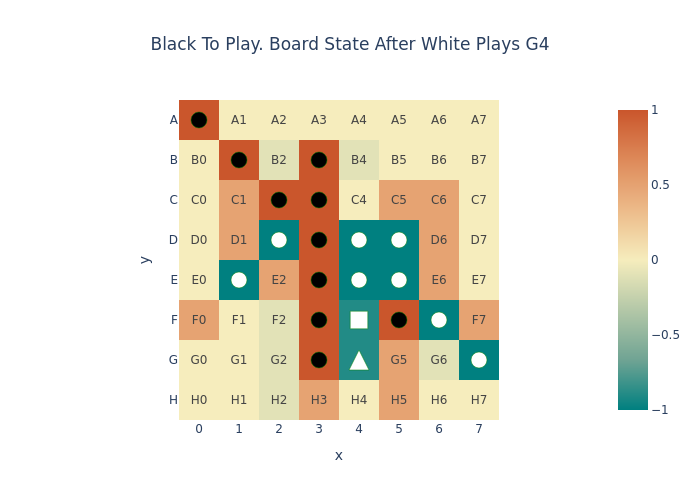 Black To Play. Board State After White Plays G4
A A1 A2 A3 A4 A5 A6 A7
B B0 B2 B4 B5 B6 B7
C C0 C1 C4 C5 C6 C7
D D0 D1 D6 D7
E E0 E2 E6 E7
F F0 F1 F2 F7
G G0 G1 G2 G5 G6
H H0 H1 H2 H3 H4 H5 H6 H7
0 1 2 3 4 5 6 7
x
y
1
0.5
0
−0.5
−1